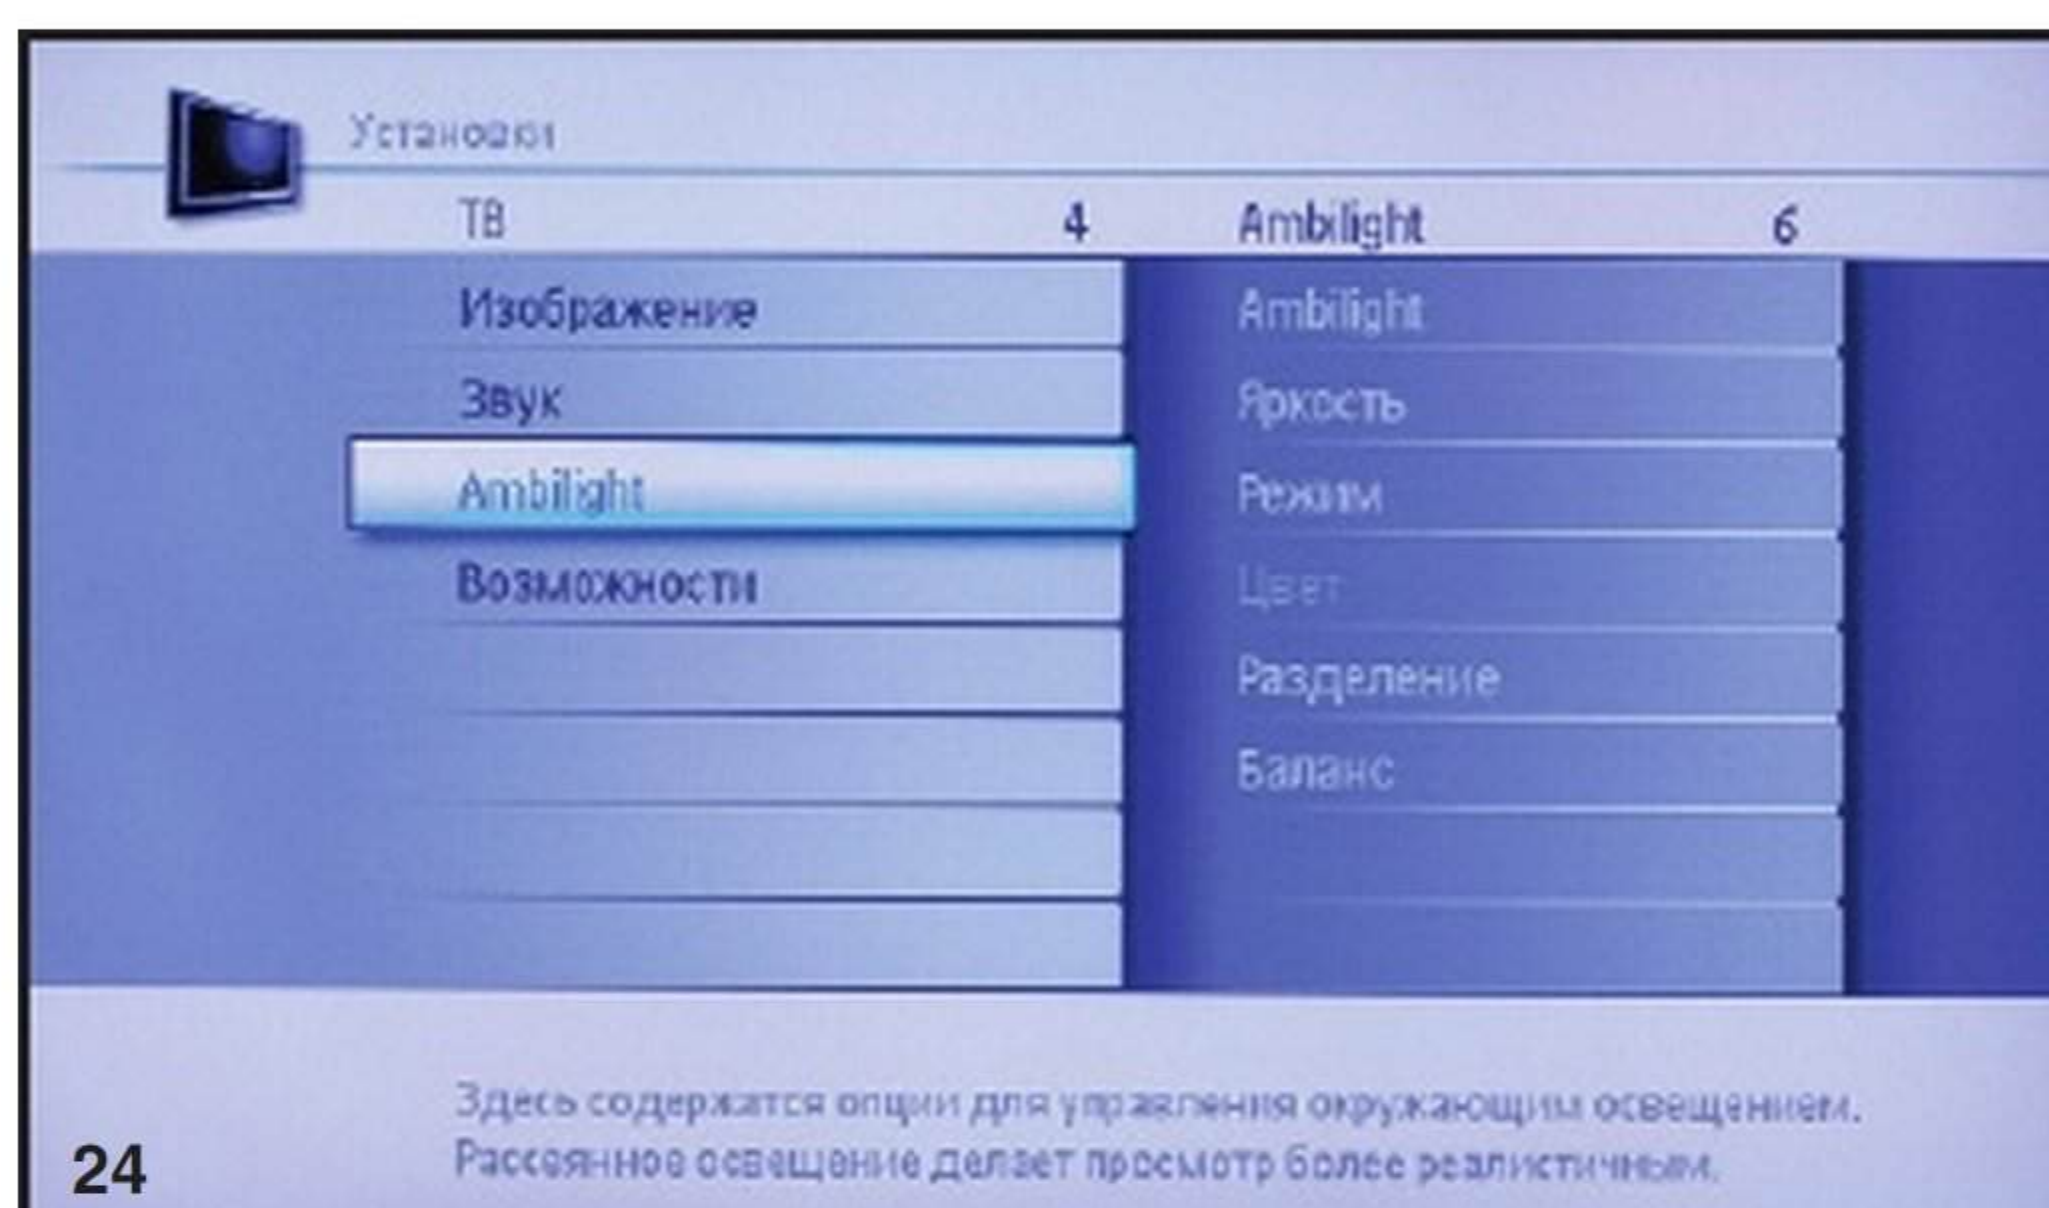 Установки
ТВ 4 Ambilight 6
Изображение Ambilight
Звук Яркость
Ambilight Режим
Возможности Цвет
Разделение
Баланс
Здесь содержатся опции для управления окружающим освещением.
Рассеянное освещение делает просмотр более реалистичным.
24